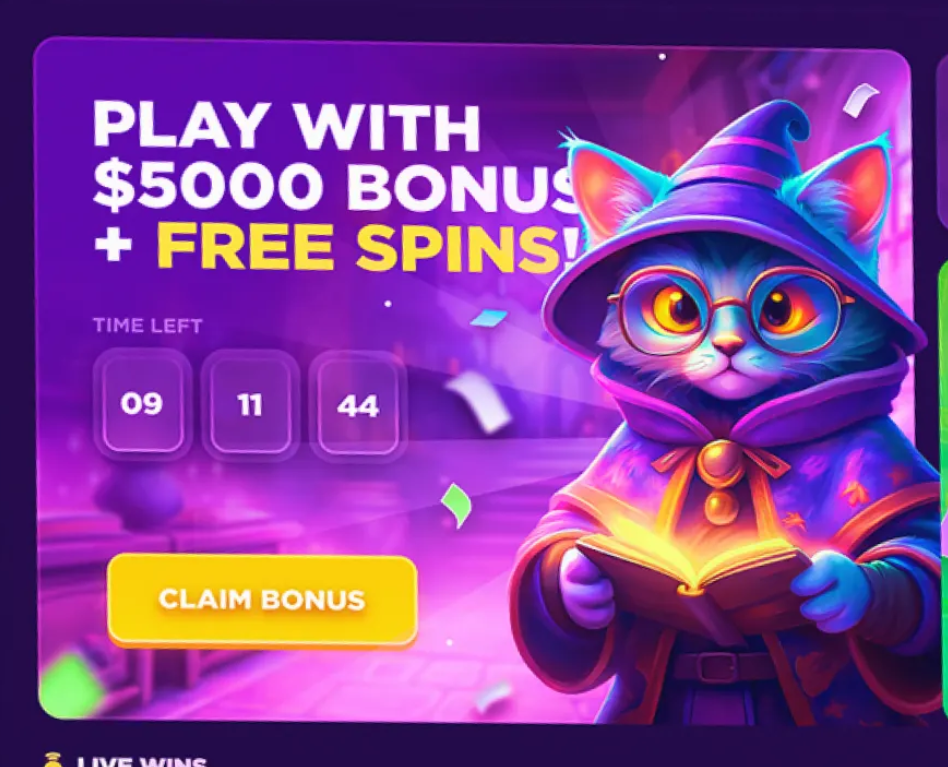 PLAY WITH
$5000 BONUS
+ FREE SPINS!
TIME LEFT
09 11 44
CLAIM BONUS
LIVE WINS